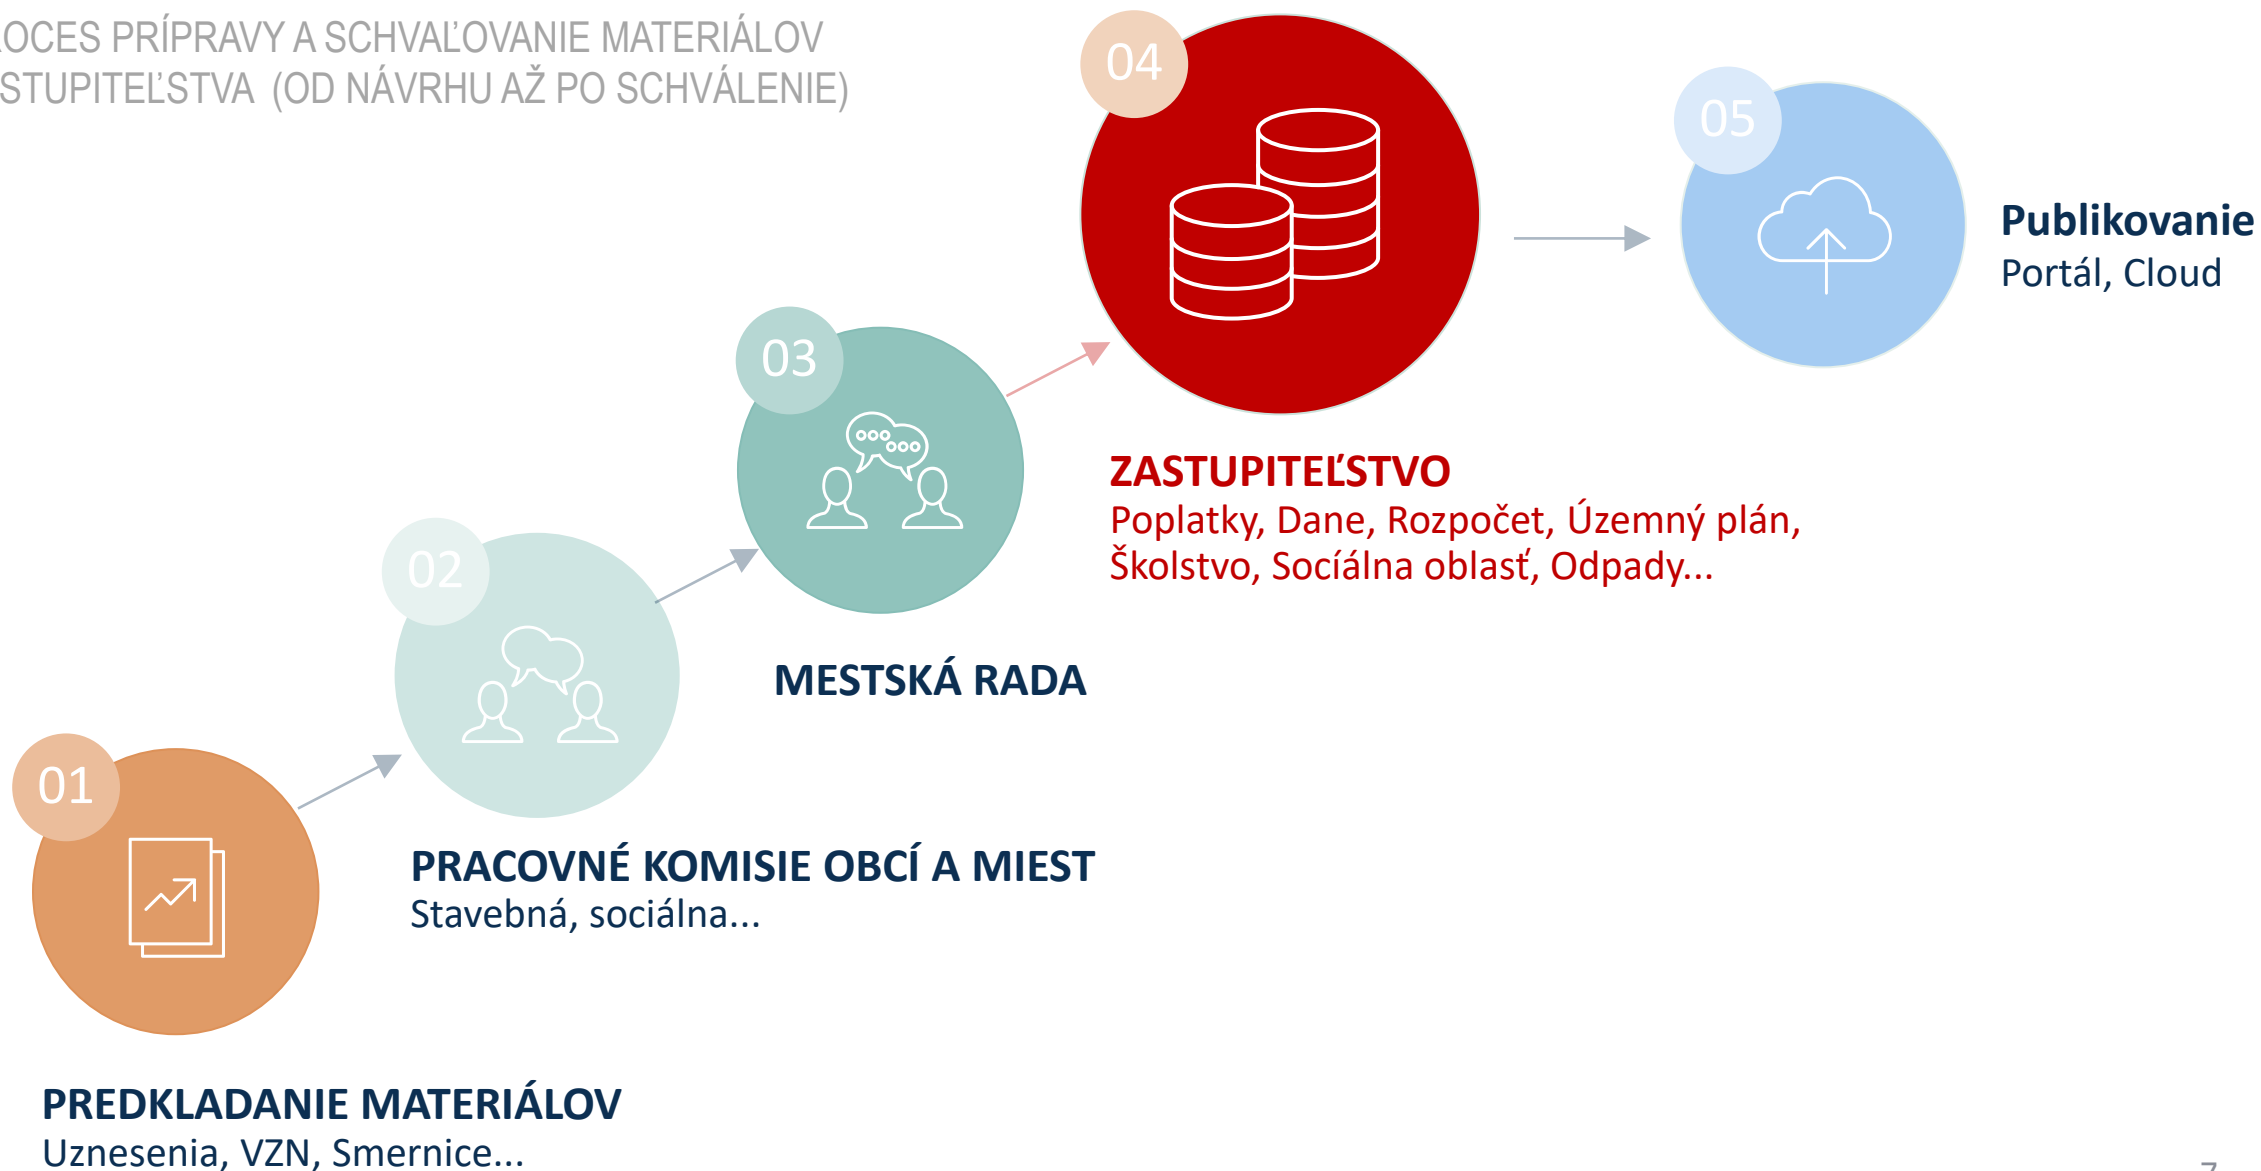 OCES PRÍPRAVY A SCHVAĽOVANIE MATERIÁLOV
STUPITEĽSTVA (OD NÁVRHU AŽ PO SCHVÁLENIE)
04
05
Publikovanie
Portál, Cloud
03
ZASTUPITEĽSTVO
Poplatky, Dane, Rozpočet, Územný plán,
Školstvo, Socíálna oblasť, Odpady...
02
MESTSKÁ RADA
01
PRACOVNÉ KOMISIE OBCÍ A MIEST
Stavebná, sociálna...
PREDKLADANIE MATERIÁLOV
Uznesenia, VZN, Smernice...
7